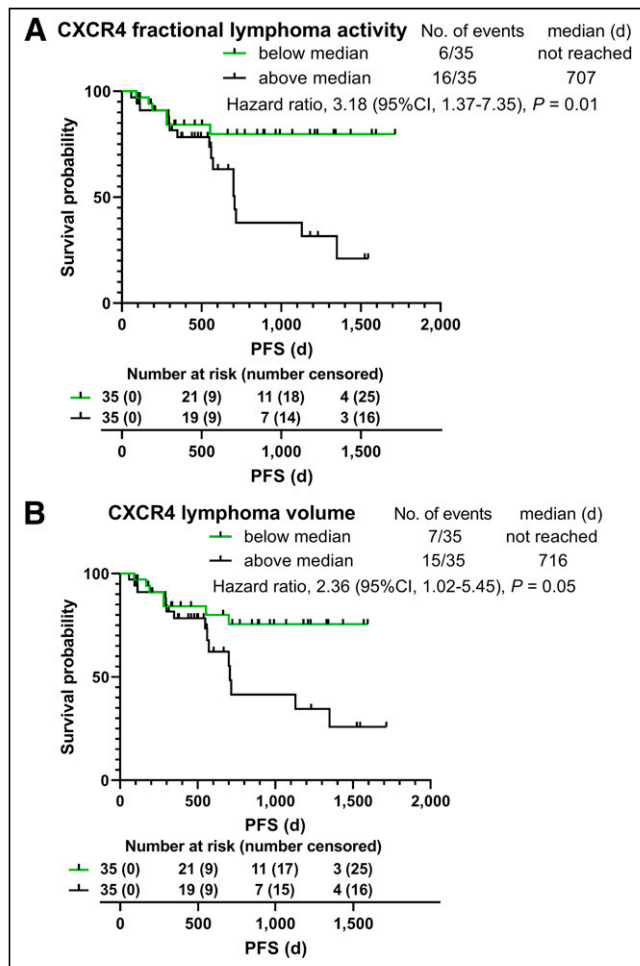 A CXCR4 fractional lymphoma activity
No. of events median (d)
below median 6/35 not reached
above median 16/35 707
Hazard ratio, 3.18 (95%CI, 1.37-7.35), P = 0.01
Survival probability
100
50
0
0 500 1,000 1,500 2,000
PFS (d)
Number at risk (number censored)
35 (0) 21 (9) 11 (18) 4 (25)
35 (0) 19 (9) 7 (14) 3 (16)
0 500 1,000 1,500
PFS (d)
B CXCR4 lymphoma volume
No. of events median (d)
below median 7/35 not reached
above median 15/35 716
Hazard ratio, 2.36 (95%CI, 1.02-5.45), P = 0.05
Survival probability
100
50
0
0 500 1,000 1,500 2,000
PFS (d)
Number at risk (number censored)
35 (0) 21 (9) 11 (17) 3 (25)
35 (0) 19 (9) 7 (15) 4 (16)
0 500 1,000 1,500
PFS (d)